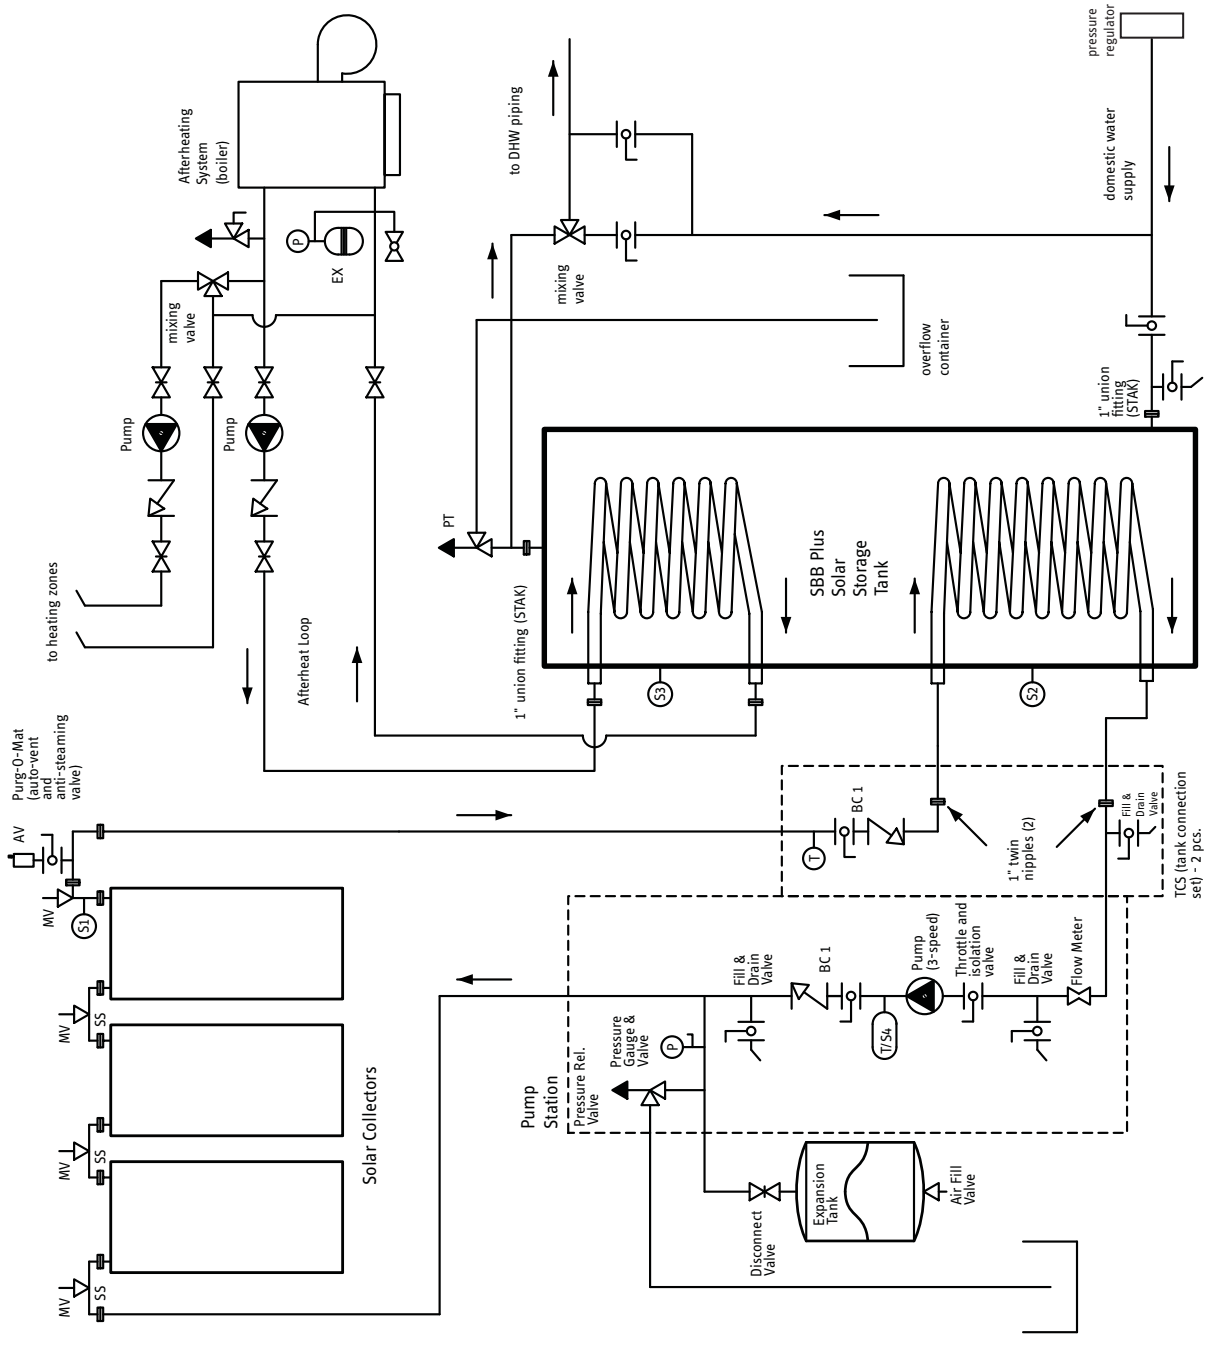 Purg-O-Mat
(auto-vent
and
anti-steaming
valve)
AV
MV
S1
MV
SS
MV
SS
MV
SS
Solar Collectors
to heating zones
Pump
Pump
mixing
valve
Afterheating
System
(boiler)
P
EX
Afterheat Loop
1" union fitting (STAK)
PT
to DHW piping
mixing
valve
overflow
container
domestic water
supply
pressure
regulator
1" union
fitting
(STAK)
SBB Plus
Solar
Storage
Tank
S3
S2
T
BC 1
1" twin
nipples (2)
Fill &
Drain
Valve
TCS (tank connection
set) - 2 pcs.
Pump
Station
Pressure Rel.
Valve
Pressure
Gauge &
Valve
P
Fill &
Drain
Valve
BC 1
T/S4
Pump
(3-speed)
Throttle and
isolation
valve
Fill &
Drain
Valve
Flow Meter
Disconnect
Valve
Expansion
Tank
Air Fill
Valve